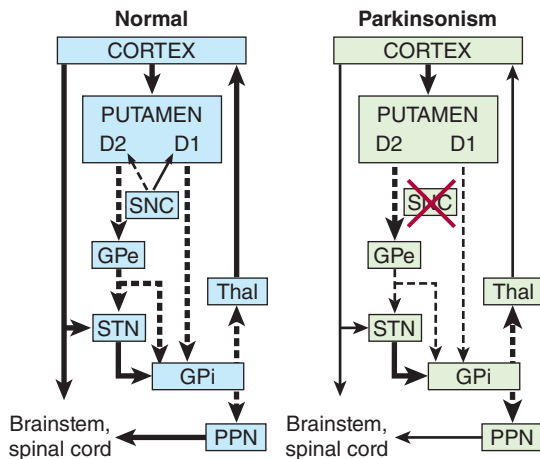 Normal
CORTEX
PUTAMEN
D2 D1
SNC
GPe
Thal
STN
GPi
Brainstem,
spinal cord
PPN
Parkinsonism
CORTEX
PUTAMEN
D2 D1
SNC
GPe
Thal
STN
GPi
Brainstem,
spinal cord
PPN